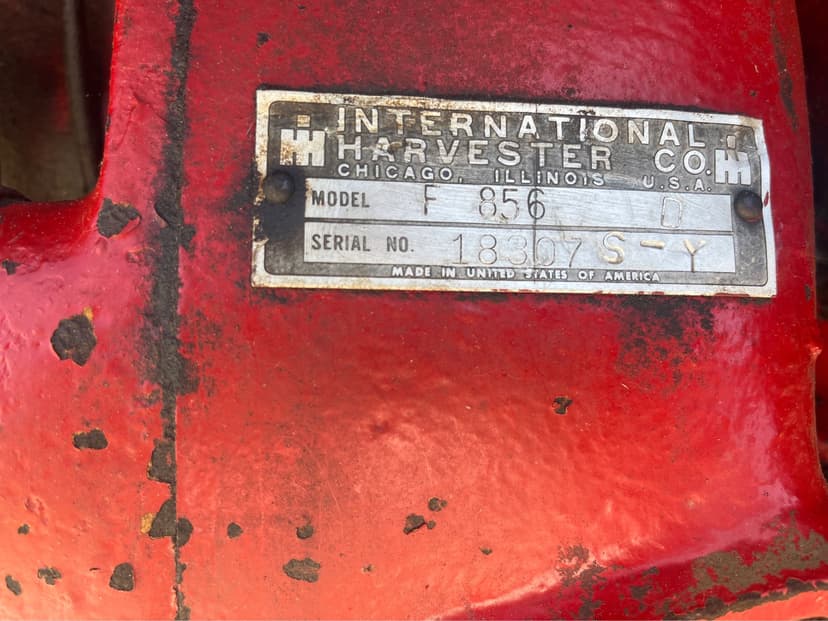 INTERNATIONAL
HARVESTER CO.
CHICAGO, ILLINOIS U.S.A.
MODEL F 856 D
SERIAL NO. 18307 S-Y
MADE IN UNITED STATES OF AMERICA